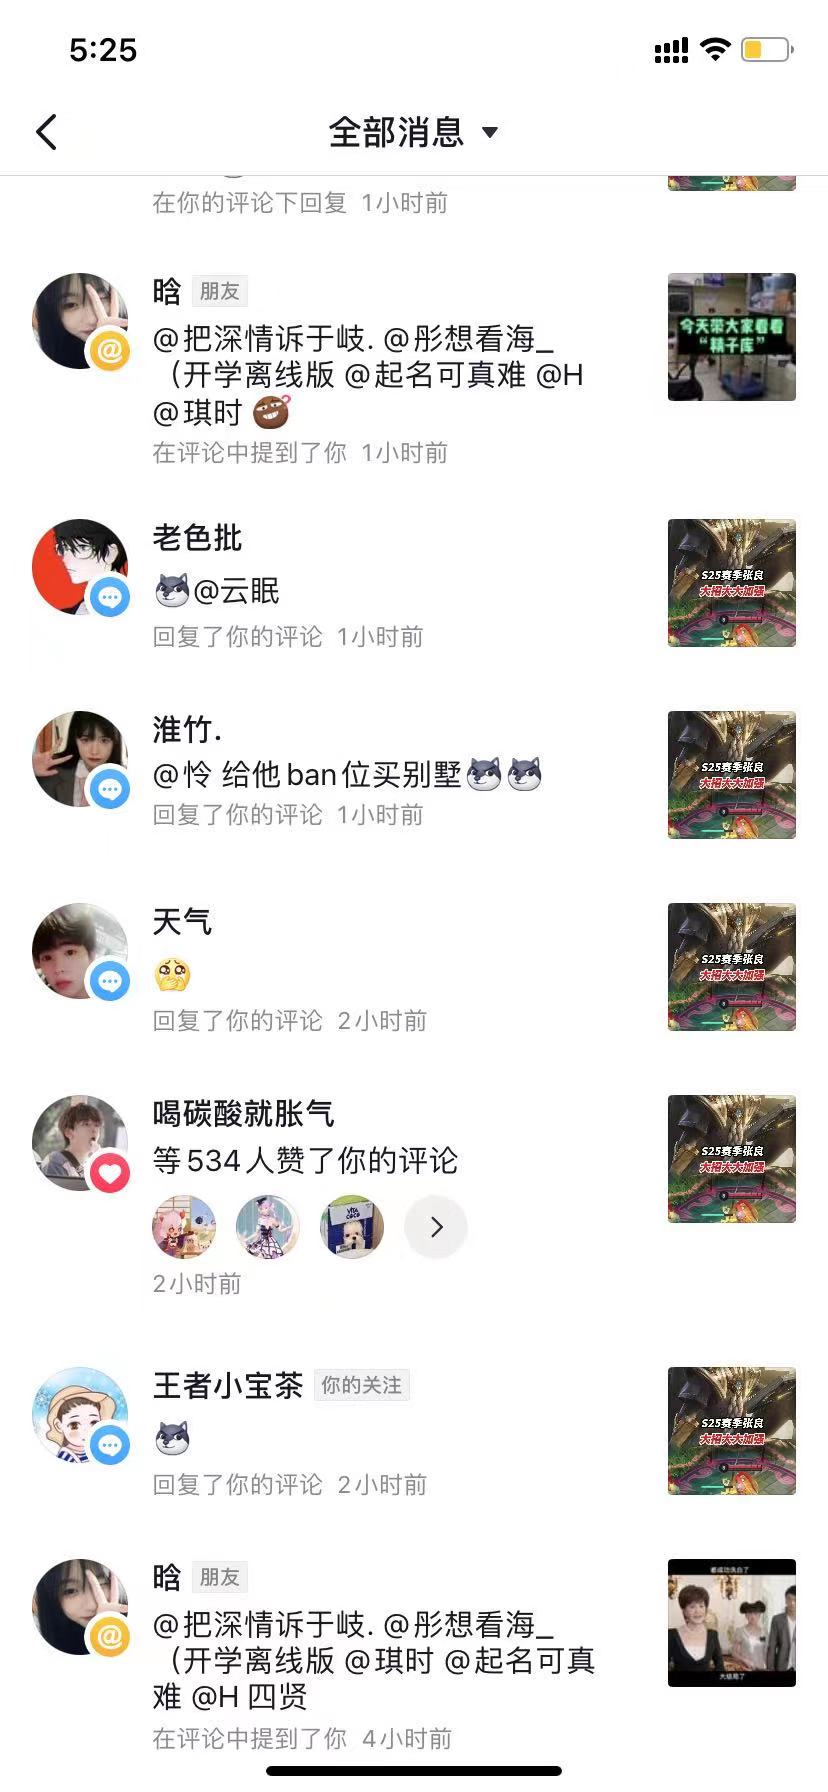 5:25
全部消息
在你的评论下回复 1小时前
晗 朋友
@把深情诉于岐. @彤想看海_
（开学离线版 @起名可真难 @H
@琪时
在评论中提到了你 1小时前
今天带大家看看
“精子库”
老色批
@云眠
回复了你的评论 1小时前
S25赛季张良
大招大大加强
淮竹.
@怜 给他ban位买别墅
回复了你的评论 1小时前
S25赛季张良
大招大大加强
天气
回复了你的评论 2小时前
S25赛季张良
大招大大加强
喝碳酸就胀气
等534人赞了你的评论
VITA
COCO
2小时前
S25赛季张良
大招大大加强
王者小宝茶 你的关注
回复了你的评论 2小时前
S25赛季张良
大招大大加强
晗 朋友
@把深情诉于岐. @彤想看海_
（开学离线版 @琪时 @起名可真
难 @H 四贤
在评论中提到了你 4小时前
大结局了